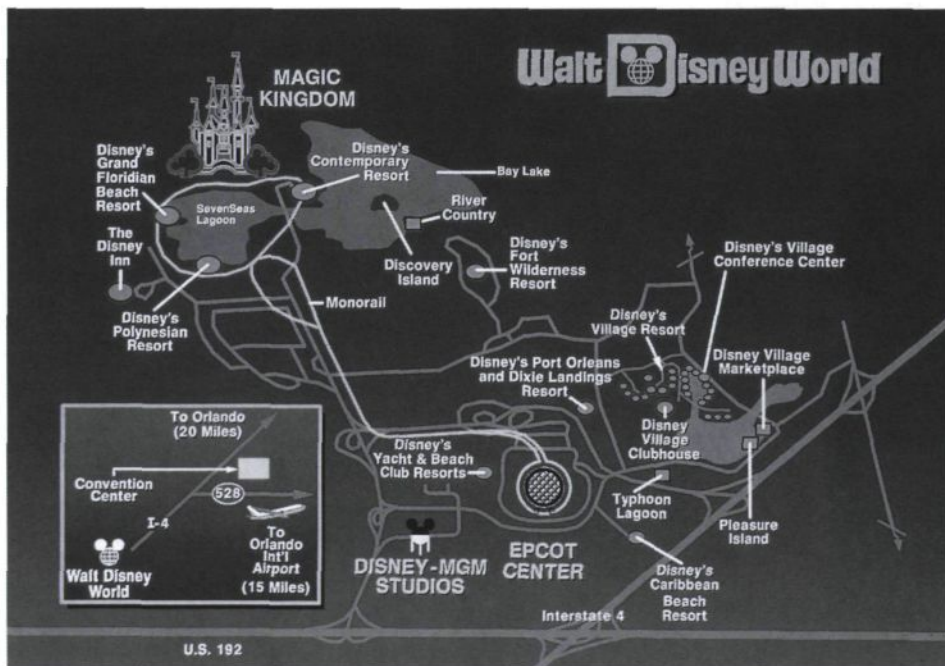 Walt Disney World
MAGIC
KINGDOM
Disney's
Grand
Floridian
Beach
Resort
SevenSeas
Lagoon
Disney's
Contemporary
Resort
Bay Lake
River
Country
The
Disney
Inn
Discovery
Island
Disney's
Fort
Wilderness
Resort
Disney's Village
Conference Center
Disney's
Polynesian
Resort
Monorail
Disney's
Village Resort
Disney Village
Marketplace
Disney's Port Orleans
and Dixie Landings
Resort
Disney
Village
Clubhouse
Disney's
Yacht & Beach
Club Resorts
Typhoon
Lagoon
Pleasure
Island
DISNEY-MGM
STUDIOS
EPCOT
CENTER
Disney's
Caribbean
Beach
Resort
Interstate 4
U.S. 192
To Orlando
(20 Miles)
Convention
Center
528
I-4
To
Orlando
Int'l
Airport
(15 Miles)
Walt Disney
World